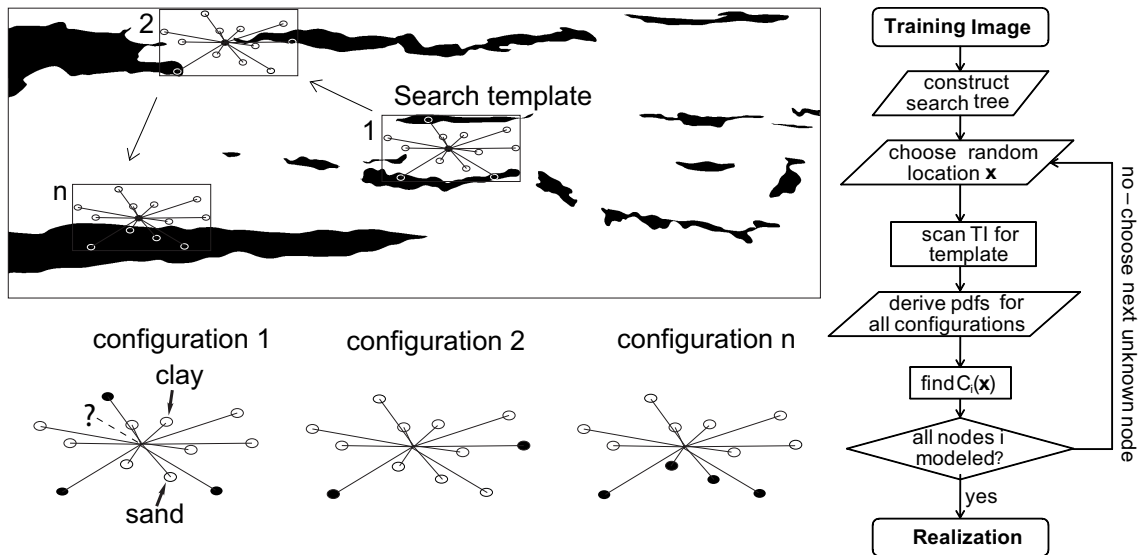 2
Search template
1
n
configuration 1
configuration 2
configuration n
clay
?
sand
Training Image
construct
search tree
choose random
location x
scan TI for
template
derive pdfs for
all configurations
find Cᵢ(x)
all nodes i
modeled?
yes
Realization
no – choose next unknown node